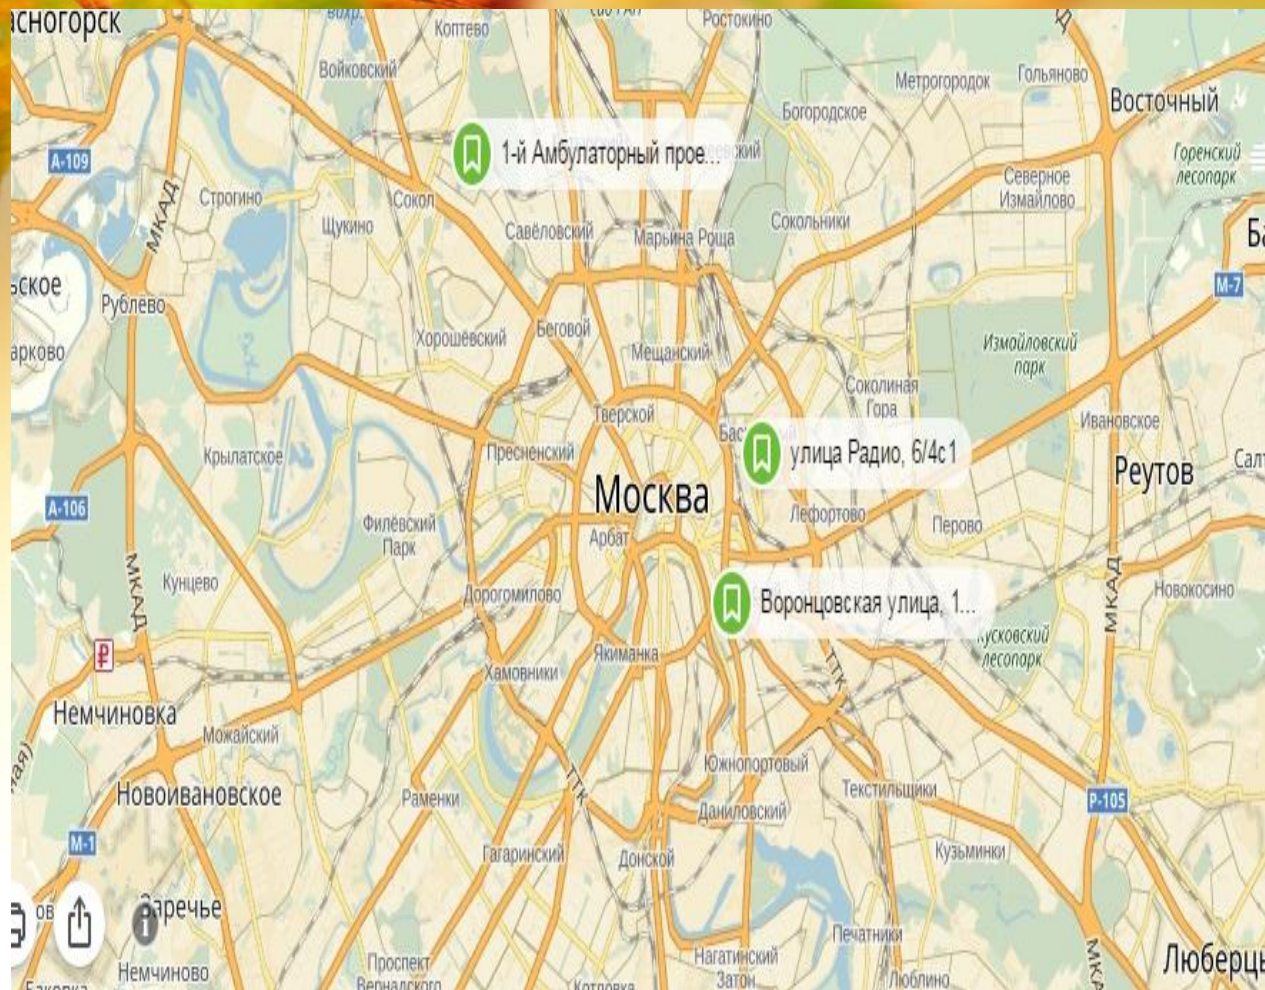 Ростокино
Коптево
Войковский
Метрогородок
Гольяново
Восточный
Богородское
1-й Амбулаторный прое...
А-109
Горенский
лесопарк
Строгино
МКАД
Сокол
Северное
Измайлово
Щукино
Савёловский
Марьина Роща
Сокольники
М-7
Рублево
Хорошёвский
Беговой
Мещанский
Измайловский
парк
Соколиная
Гора
Тверской
Ивановское
Крылатское
Пресненский
улица Радио, 6/4с1
Реутов
Москва
А-106
Филёвский
Парк
Арбат
Лефортово
Перово
МКАД
Кунцево
Дорогомилово
Воронцовская улица, 1...
МКАД
Новокосино
₽
Якиманка
Кусковский
лесопарк
Хамовники
ТТК
Немчиновка
Можайский
Южнопортовый
Новоивановское
Раменки
ТТК
Даниловский
Текстильщики
Р-105
М-1
Гагаринский
Донской
Кузьминки
Заречье
Печатники
Проспект
Вернадского
Нагатинский
Затон
Немчиново
Люблино